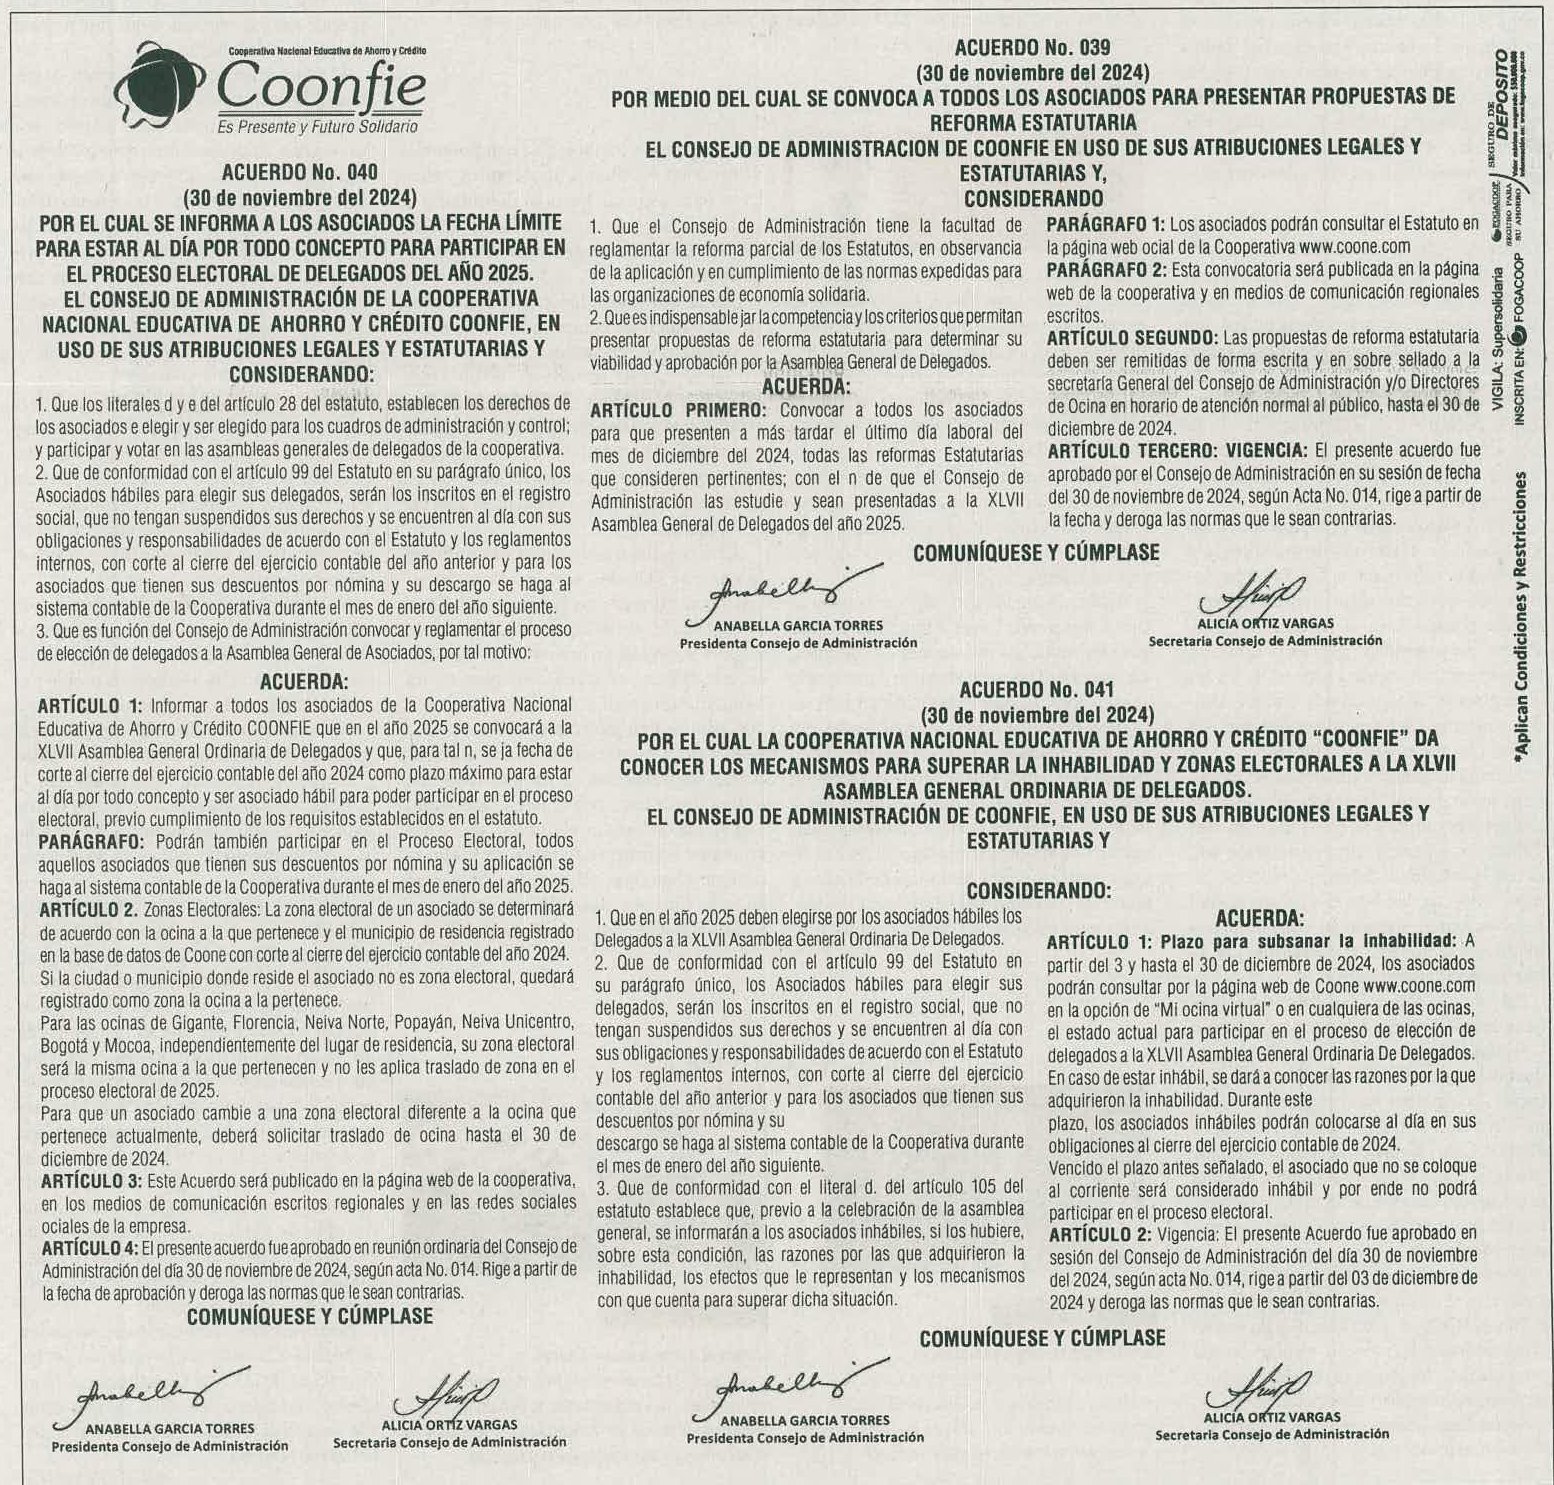 Cooperativa Nacional Educativa de Ahorro y Crédito
Coonfie
Es Presente y Futuro Solidario
ACUERDO No. 040
(30 de noviembre del 2024)
POR EL CUAL SE INFORMA A LOS ASOCIADOS LA FECHA LÍMITE
PARA ESTAR AL DÍA POR TODO CONCEPTO PARA PARTICIPAR EN
EL PROCESO ELECTORAL DE DELEGADOS DEL AÑO 2025.
EL CONSEJO DE ADMINISTRACIÓN DE LA COOPERATIVA
NACIONAL EDUCATIVA DE AHORRO Y CRÉDITO COONFIE, EN
USO DE SUS ATRIBUCIONES LEGALES Y ESTATUTARIAS Y
CONSIDERANDO:
1. Que los literales d y e del artículo 28 del estatuto, establecen los derechos de
los asociados e elegir y ser elegido para los cuadros de administración y control;
y participar y votar en las asambleas generales de delegados de la cooperativa.
2. Que de conformidad con el artículo 99 del Estatuto en su parágrafo único, los
Asociados hábiles para elegir sus delegados, serán los inscritos en el registro
social, que no tengan suspendidos sus derechos y se encuentren al día con sus
obligaciones y responsabilidades de acuerdo con el Estatuto y los reglamentos
internos, con corte al cierre del ejercicio contable del año anterior y para los
asociados que tienen sus descuentos por nómina y su descargo se haga al
sistema contable de la Cooperativa durante el mes de enero del año siguiente.
3. Que es función del Consejo de Administración convocar y reglamentar el proceso
de elección de delegados a la Asamblea General de Asociados, por tal motivo:
ACUERDA:
ARTÍCULO 1: Informar a todos los asociados de la Cooperativa Nacional
Educativa de Ahorro y Crédito COONFIE que en el año 2025 se convocará a la
XLVII Asamblea General Ordinaria de Delegados y que, para tal n, se ja fecha de
corte al cierre del ejercicio contable del año 2024 como plazo máximo para estar
al día por todo concepto y ser asociado hábil para poder participar en el proceso
electoral, previo cumplimiento de los requisitos establecidos en el estatuto.
PARÁGRAFO: Podrán también participar en el Proceso Electoral, todos
aquellos asociados que tienen sus descuentos por nómina y su aplicación se
haga al sistema contable de la Cooperativa durante el mes de enero del año 2025.
ARTÍCULO 2. Zonas Electorales: La zona electoral de un asociado se determinará
de acuerdo con la ocina a la que pertenece y el municipio de residencia registrado
en la base de datos de Coone con corte al cierre del ejercicio contable del año 2024.
Si la ciudad o municipio donde reside el asociado no es zona electoral, quedará
registrado como zona la ocina a la pertenece.
Para las ocinas de Gigante, Florencia, Neiva Norte, Popayán, Neiva Unicentro,
Bogotá y Mocoa, independientemente del lugar de residencia, su zona electoral
será la misma ocina a la que pertenecen y no les aplica traslado de zona en el
proceso electoral de 2025.
Para que un asociado cambie a una zona electoral diferente a la ocina que
pertenece actualmente, deberá solicitar traslado de ocina hasta el 30 de
diciembre de 2024.
ARTÍCULO 3: Este Acuerdo será publicado en la página web de la cooperativa,
en los medios de comunicación escritos regionales y en las redes sociales
ociales de la empresa.
ARTÍCULO 4: El presente acuerdo fue aprobado en reunión ordinaria del Consejo de
Administración del día 30 de noviembre de 2024, según acta No. 014. Rige a partir de
la fecha de aprobación y deroga las normas que le sean contrarias.
COMUNÍQUESE Y CÚMPLASE
ANABELLA GARCIA TORRES
Presidenta Consejo de Administración
ALICIA ORTIZ VARGAS
Secretaria Consejo de Administración
ACUERDO No. 039
(30 de noviembre del 2024)
POR MEDIO DEL CUAL SE CONVOCA A TODOS LOS ASOCIADOS PARA PRESENTAR PROPUESTAS DE
REFORMA ESTATUTARIA
EL CONSEJO DE ADMINISTRACION DE COONFIE EN USO DE SUS ATRIBUCIONES LEGALES Y
ESTATUTARIAS Y,
CONSIDERANDO
1. Que el Consejo de Administración tiene la facultad de
reglamentar la reforma parcial de los Estatutos, en observancia
de la aplicación y en cumplimiento de las normas expedidas para
las organizaciones de economía solidaria.
2. Que es indispensable jar la competencia y los criterios que permitan
presentar propuestas de reforma estatutaria para determinar su
viabilidad y aprobación por la Asamblea General de Delegados.
ACUERDA:
ARTÍCULO PRIMERO: Convocar a todos los asociados
para que presenten a más tardar el último día laboral del
mes de diciembre del 2024, todas las reformas Estatutarias
que consideren pertinentes; con el n de que el Consejo de
Administración las estudie y sean presentadas a la XLVII
Asamblea General de Delegados del año 2025.
PARÁGRAFO 1: Los asociados podrán consultar el Estatuto en
la página web ocial de la Cooperativa www.coone.com
PARÁGRAFO 2: Esta convocatoria será publicada en la página
web de la cooperativa y en medios de comunicación regionales
escritos.
ARTÍCULO SEGUNDO: Las propuestas de reforma estatutaria
deben ser remitidas de forma escrita y en sobre sellado a la
secretaría General del Consejo de Administración y/o Directores
de Ocina en horario de atención normal al público, hasta el 30 de
diciembre de 2024.
ARTÍCULO TERCERO: VIGENCIA: El presente acuerdo fue
aprobado por el Consejo de Administración en su sesión de fecha
del 30 de noviembre de 2024, según Acta No. 014, rige a partir de
la fecha y deroga las normas que le sean contrarias.
COMUNÍQUESE Y CÚMPLASE
ANABELLA GARCIA TORRES
Presidenta Consejo de Administración
ALICIA ORTIZ VARGAS
Secretaria Consejo de Administración
ACUERDO No. 041
(30 de noviembre del 2024)
POR EL CUAL LA COOPERATIVA NACIONAL EDUCATIVA DE AHORRO Y CRÉDITO “COONFIE” DA
CONOCER LOS MECANISMOS PARA SUPERAR LA INHABILIDAD Y ZONAS ELECTORALES A LA XLVII
ASAMBLEA GENERAL ORDINARIA DE DELEGADOS.
EL CONSEJO DE ADMINISTRACIÓN DE COONFIE, EN USO DE SUS ATRIBUCIONES LEGALES Y
ESTATUTARIAS Y
CONSIDERANDO:
1. Que en el año 2025 deben elegirse por los asociados hábiles los
Delegados a la XLVII Asamblea General Ordinaria De Delegados.
2. Que de conformidad con el artículo 99 del Estatuto en
su parágrafo único, los Asociados hábiles para elegir sus
delegados, serán los inscritos en el registro social, que no
tengan suspendidos sus derechos y se encuentren al día con
sus obligaciones y responsabilidades de acuerdo con el Estatuto
y los reglamentos internos, con corte al cierre del ejercicio
contable del año anterior y para los asociados que tienen sus
descuentos por nómina y su
descargo se haga al sistema contable de la Cooperativa durante
el mes de enero del año siguiente.
3. Que de conformidad con el literal d. del artículo 105 del
estatuto establece que, previo a la celebración de la asamblea
general, se informarán a los asociados inhábiles, si los hubiere,
sobre esta condición, las razones por las que adquirieron la
inhabilidad, los efectos que le representan y los mecanismos
con que cuenta para superar dicha situación.
ACUERDA:
ARTÍCULO 1: Plazo para subsanar la Inhabilidad: A
partir del 3 y hasta el 30 de diciembre de 2024, los asociados
podrán consultar por la página web de Coone www.coone.com
en la opción de “Mi ocina virtual” o en cualquiera de las ocinas,
el estado actual para participar en el proceso de elección de
delegados a la XLVII Asamblea General Ordinaria De Delegados.
En caso de estar inhábil, se dará a conocer las razones por la que
adquirieron la inhabilidad. Durante este
plazo, los asociados inhábiles podrán colocarse al día en sus
obligaciones al cierre del ejercicio contable de 2024.
Vencido el plazo antes señalado, el asociado que no se coloque
al corriente será considerado inhábil y por ende no podrá
participar en el proceso electoral.
ARTÍCULO 2: Vigencia: El presente Acuerdo fue aprobado en
sesión del Consejo de Administración del día 30 de noviembre
del 2024, según acta No. 014, rige a partir del 03 de diciembre de
2024 y deroga las normas que le sean contrarias.
COMUNÍQUESE Y CÚMPLASE
ANABELLA GARCIA TORRES
Presidenta Consejo de Administración
ALICIA ORTIZ VARGAS
Secretaria Consejo de Administración
VIGILA: Supersolidaria
INSCRITA EN: FOGACOOP
FOGACOOP
SEGURO PARA
SU AHORRO
SEGURO DE
DEPOSITO
*Aplican Condiciones y Restricciones